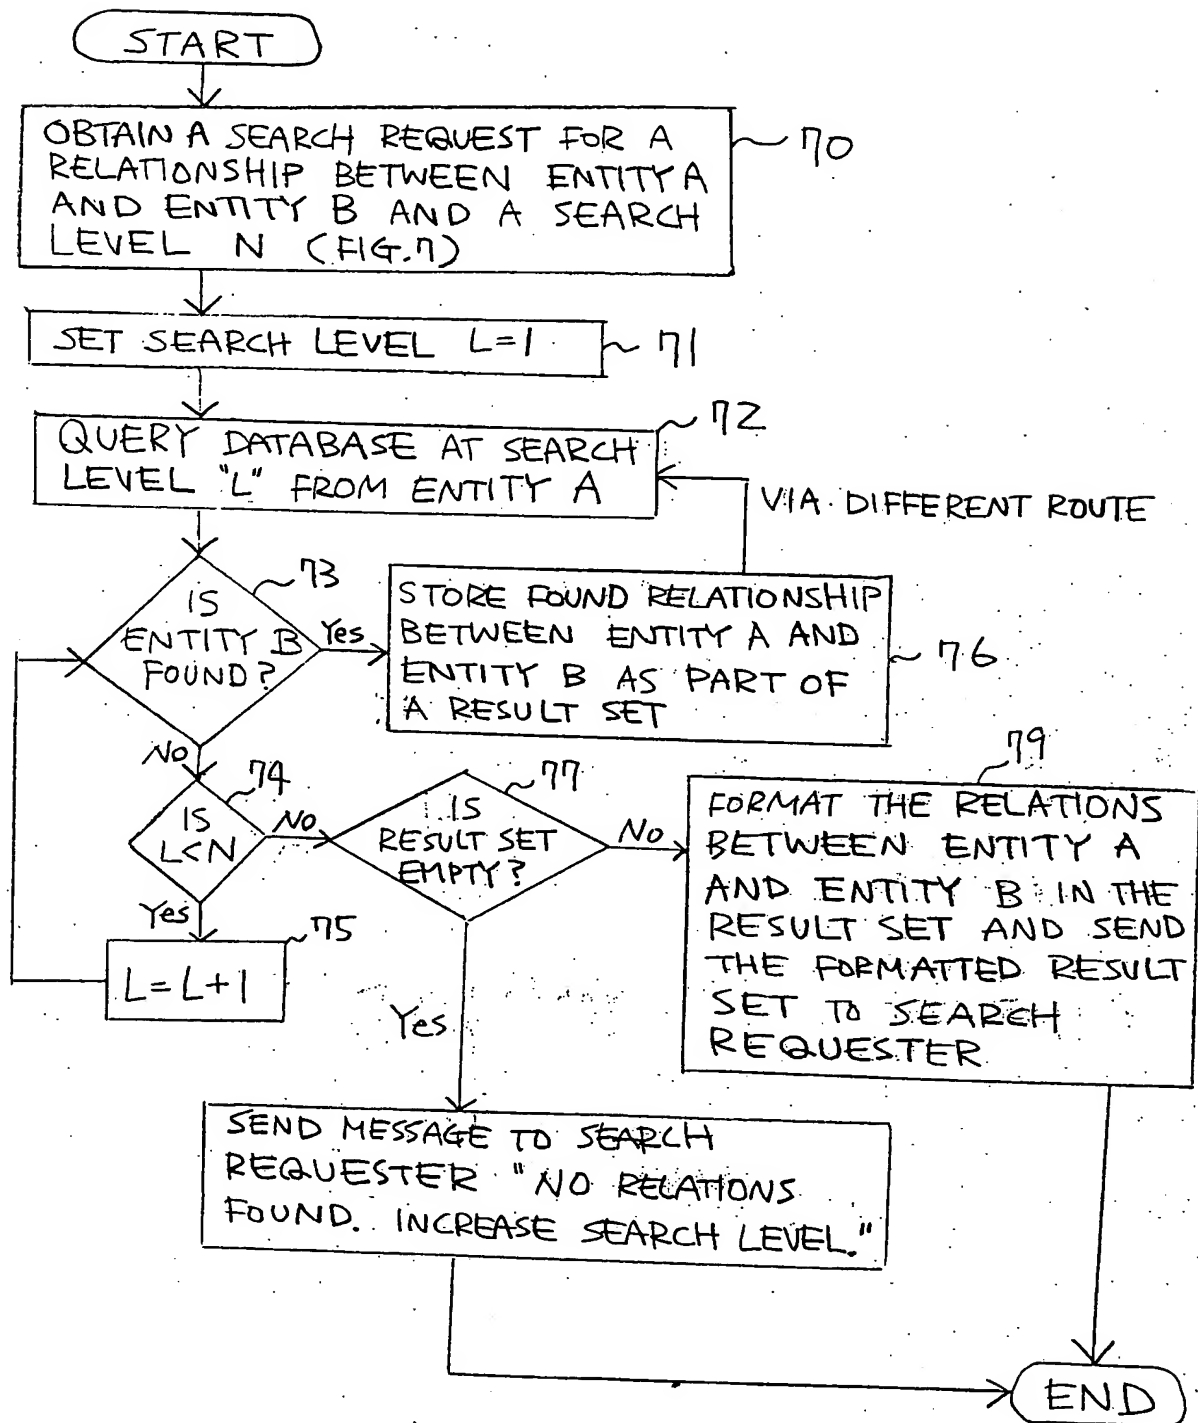 START
OBTAIN A SEARCH REQUEST FOR A
RELATIONSHIP BETWEEN ENTITY A
AND ENTITY B AND A SEARCH
LEVEL N (FIG.7)
70
SET SEARCH LEVEL L=1
71
QUERY DATABASE AT SEARCH
LEVEL "L" FROM ENTITY A
72
VIA DIFFERENT ROUTE
IS
ENTITY B
FOUND?
73
Yes
STORE FOUND RELATIONSHIP
BETWEEN ENTITY A AND
ENTITY B AS PART OF
A RESULT SET
76
No
IS
L<N
74
No
Yes
L=L+1
75
IS
RESULT SET
EMPTY?
77
No
Yes
FORMAT THE RELATIONS
BETWEEN ENTITY A
AND ENTITY B IN THE
RESULT SET AND SEND
THE FORMATTED RESULT
SET TO SEARCH
REQUESTER
79
SEND MESSAGE TO SEARCH
REQUESTER "NO RELATIONS
FOUND. INCREASE SEARCH LEVEL."
END